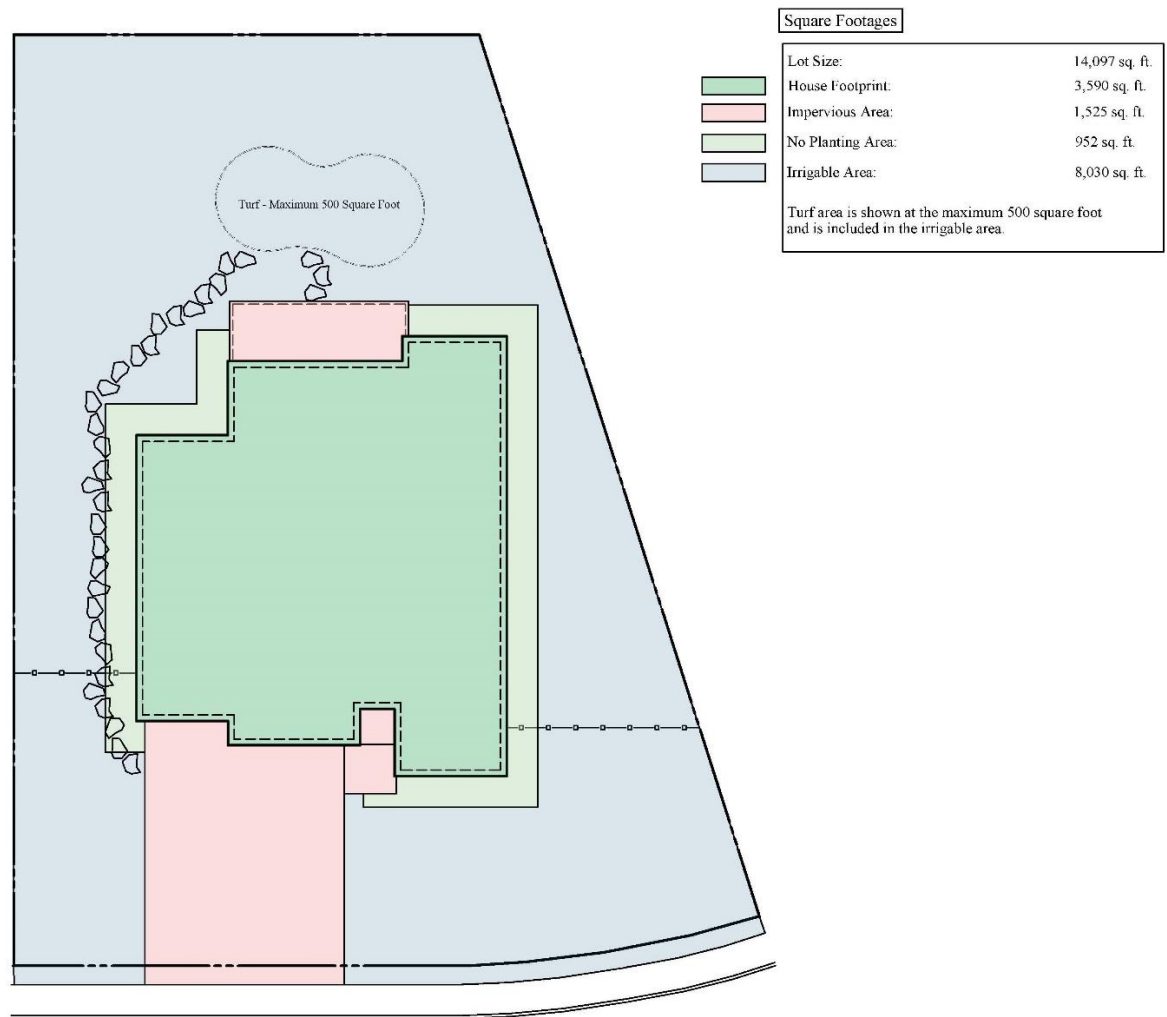 Square Footages
Lot Size: 14,097 sq. ft.
House Footprint: 3,590 sq. ft.
Impervious Area: 1,525 sq. ft.
No Planting Area: 952 sq. ft.
Irrigable Area: 8,030 sq. ft.
Turf area is shown at the maximum 500 square foot
and is included in the irrigable area.
Turf - Maximum 500 Square Foot